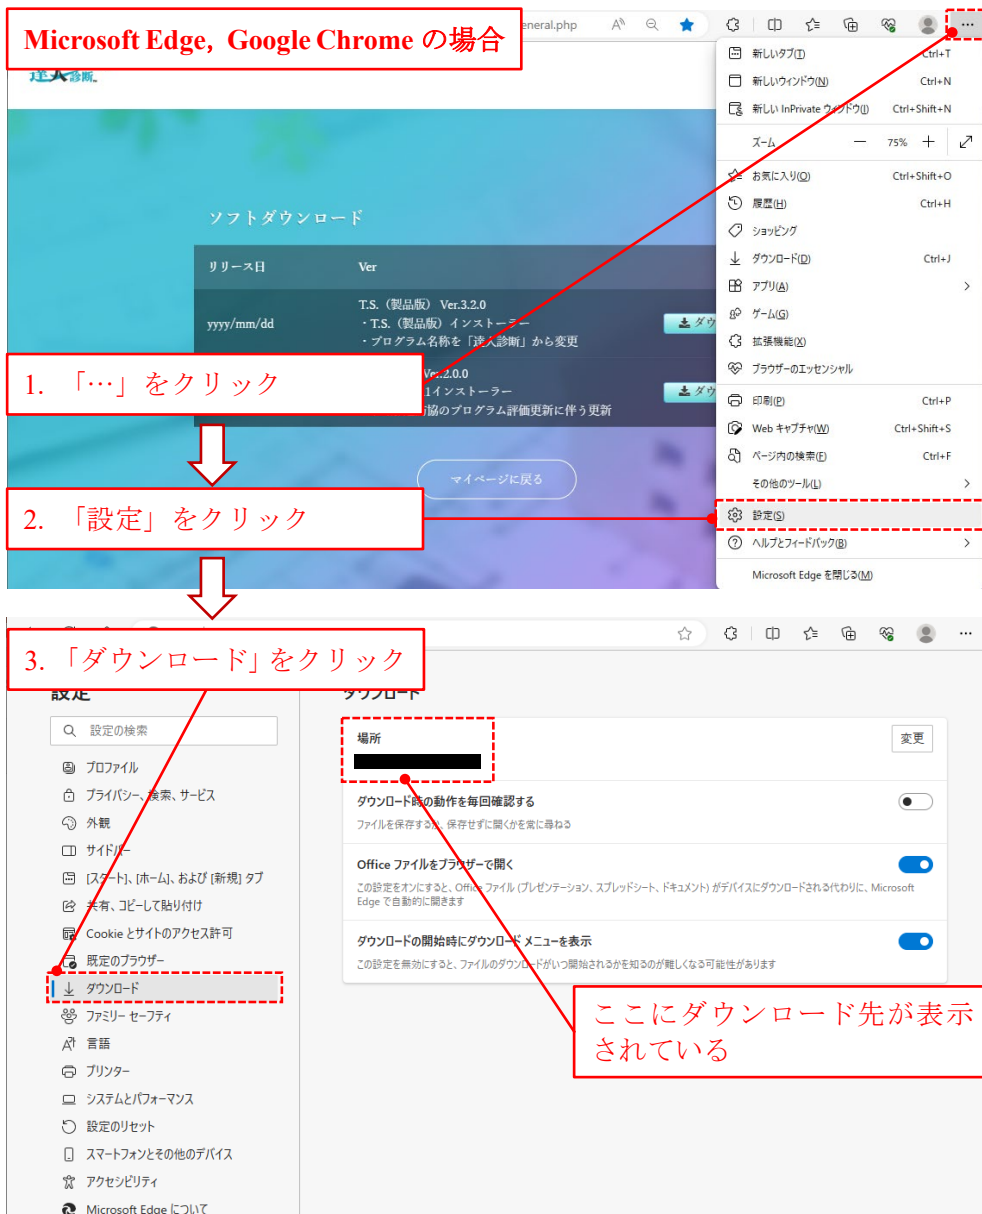 Microsoft Edge, Google Chrome の場合
eneral.php
達人診断
新しいタブ(T) Ctrl+T
新しいウィンドウ(N) Ctrl+N
新しい InPrivate ウィンドウ(I) Ctrl+Shift+N
ズーム 75%
お気に入り(O) Ctrl+Shift+O
履歴(H) Ctrl+H
ショッピング
ダウンロード(D) Ctrl+J
アプリ(A)
ゲーム(G)
拡張機能(X)
ブラウザーのエッセンシャル
印刷(P) Ctrl+P
Web キャプチャ(W) Ctrl+Shift+S
ページ内の検索(F) Ctrl+F
その他のツール(L)
設定(S)
ヘルプとフィードバック(B)
Microsoft Edge を閉じる(M)
ソフトダウンロード
リリース日 Ver
T.S.（製品版） Ver.3.2.0
yyyy/mm/dd ・T.S.（製品版）インストーラー ダウ
・プログラム名称を「達人診断」から変更
Ver.2.0.0
1インストーラー ダウ
協のプログラム評価更新に伴う更新
マイページに戻る
1. 「…」をクリック
2. 「設定」をクリック
3. 「ダウンロード」をクリック
設定
設定の検索
プロファイル
プライバシー、検索、サービス
外観
サイドバー
[スタート]、[ホーム]、および [新規] タブ
共有、コピーして貼り付け
Cookie とサイトのアクセス許可
既定のブラウザー
ダウンロード
ファミリー セーフティ
言語
プリンター
システムとパフォーマンス
設定のリセット
スマートフォンとその他のデバイス
アクセシビリティ
Microsoft Edge について
ダウンロード
場所
変更
ダウンロード時の動作を毎回確認する
ファイルを保存するか、保存せずに開くかを常に尋ねる
Office ファイルをブラウザーで開く
この設定をオンにすると、Office ファイル (プレゼンテーション、スプレッドシート、ドキュメント) がデバイスにダウンロードされる代わりに、Microsoft
Edge で自動的に開きます
ダウンロードの開始時にダウンロード メニューを表示
この設定を無効にすると、ファイルのダウンロードがいつ開始されるかを知るのが難しくなる可能性があります
ここにダウンロード先が表示
されている